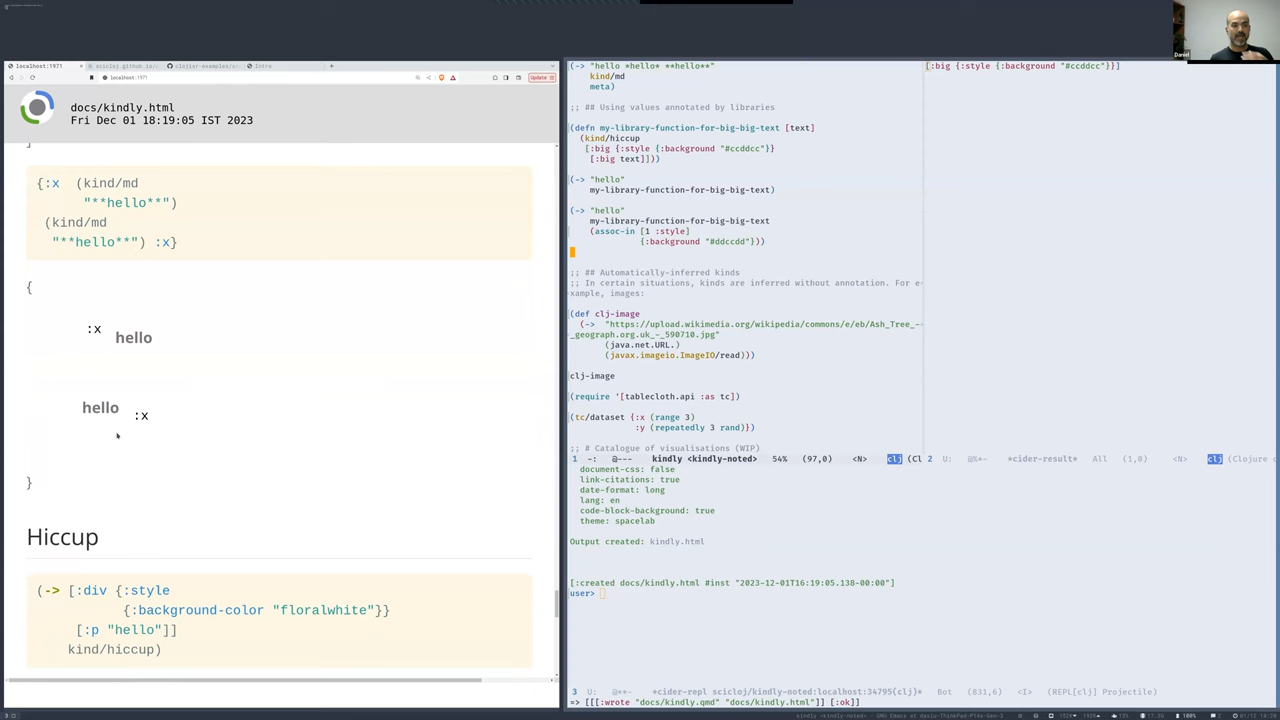 Daniel
localhost:1971
scicloj.github.io/
clojisr-examples/s
Intro
localhost:1971
Update
docs/kindly.html
Fri Dec 01 18:19:05 IST 2023
{:x (kind/md
"**hello**")
(kind/md
"**hello**") :x}
{
:x
hello
hello
:x
}
Hiccup
(-> [:div {:style
{:background-color "floralwhite"}}
[:p "hello"]]
kind/hiccup)
(-> "hello *hello* **hello**"
kind/md
meta)
;; ## Using values annotated by libraries
(defn my-library-function-for-big-big-text [text]
(kind/hiccup
[:big {:style {:background "#ccddcc"}}
[:big text]]))
(-> "hello"
my-library-function-for-big-big-text)
(-> "hello"
my-library-function-for-big-big-text
(assoc-in [1 :style]
{:background "#ddccdd"}))
;; ## Automatically-inferred kinds
;; In certain situations, kinds are inferred without annotation. For e-
xample, images:
(def clj-image
(-> "https://upload.wikimedia.org/wikipedia/commons/e/eb/Ash_Tree_-
_geograph.org.uk_-_590710.jpg"
(java.net.URL.)
(javax.imageio.ImageIO/read)))
clj-image
(require '[tablecloth.api :as tc])
(tc/dataset {:x (range 3)
:y (repeatedly 3 rand)})
;; # Catalogue of visualisations (WIP)
1 -: @--- kindly <kindly-noted> 54% (97,0) <N> clj (Cl
[:big {:style {:background "#ccddcc"}}]
2 U: @%*- *cider-result* All (1,0) <N> clj (Clojure
document-css: false
link-citations: true
date-format: long
lang: en
code-block-background: true
theme: spacelab
Output created: kindly.html
[:created docs/kindly.html #inst "2023-12-01T16:19:05.138-00:00"]
user>
3 U: @**- *cider-repl scicloj/kindly-noted:localhost:34795(clj)* Bot (831,6) <I> (REPL[clj] Projectile)
=> [[[:wrote "docs/kindly.qmd" "docs/kindly.html"]] [:ok]]